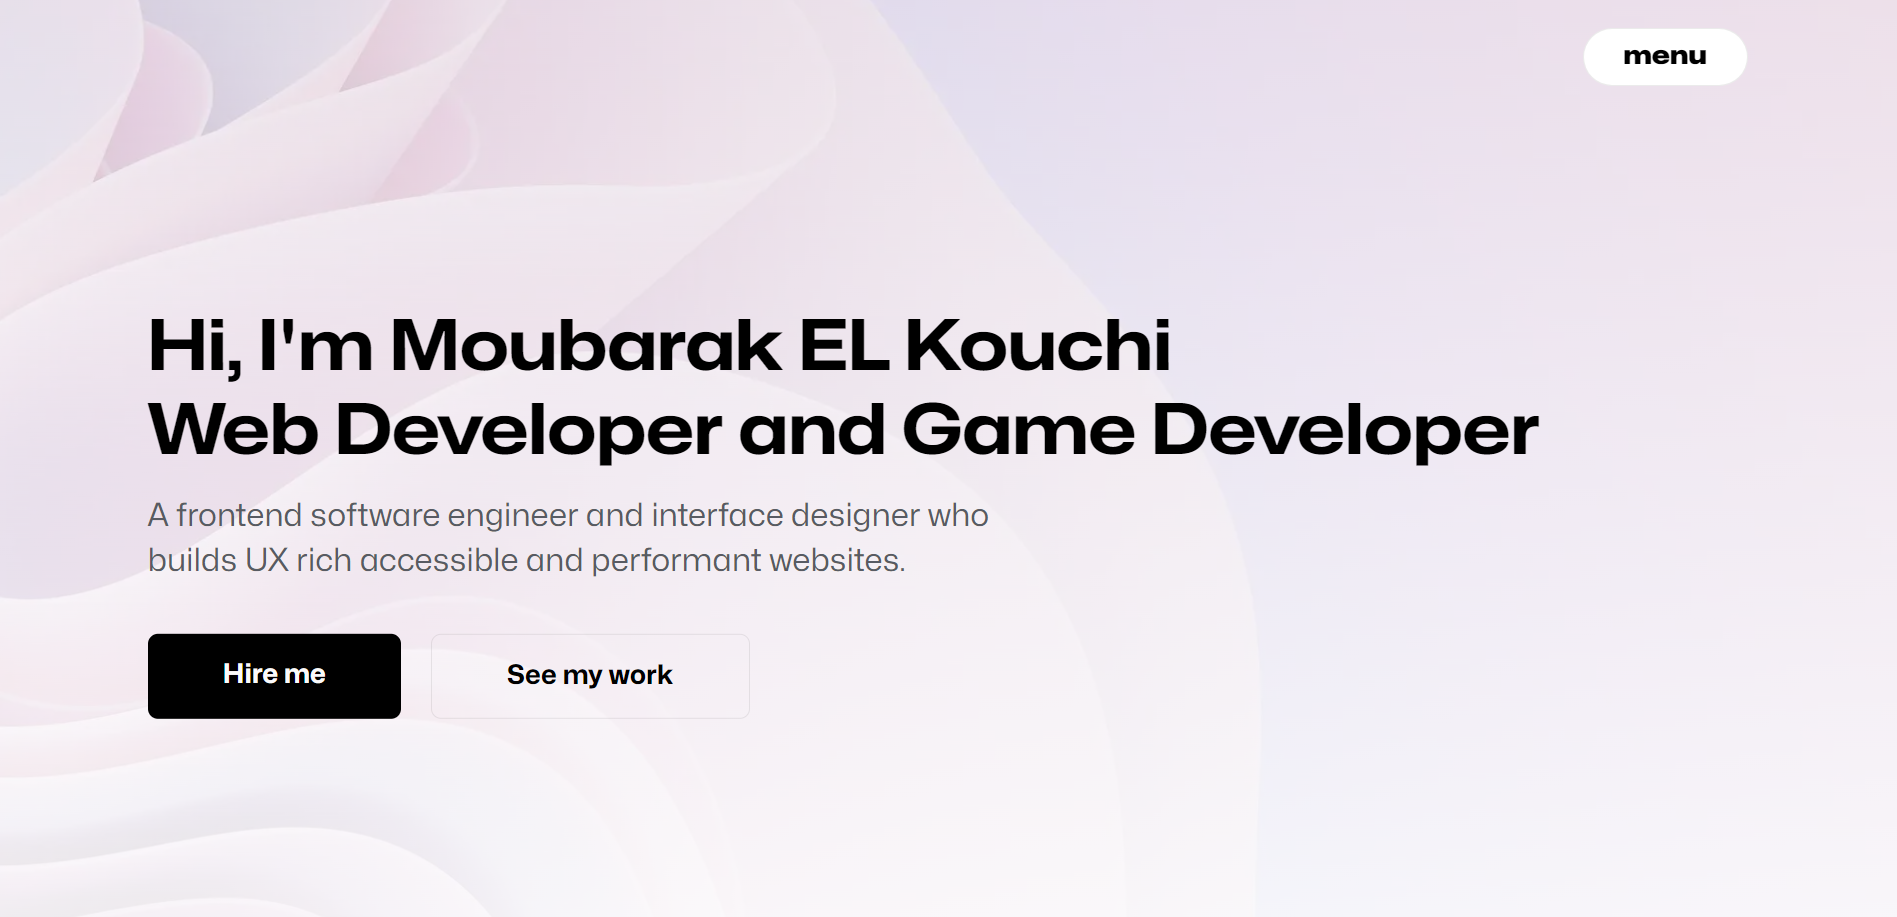 menu
Hi, I'm Moubarak EL Kouchi
Web Developer and Game Developer
A frontend software engineer and interface designer who
builds UX rich accessible and performant websites.
Hire me
See my work